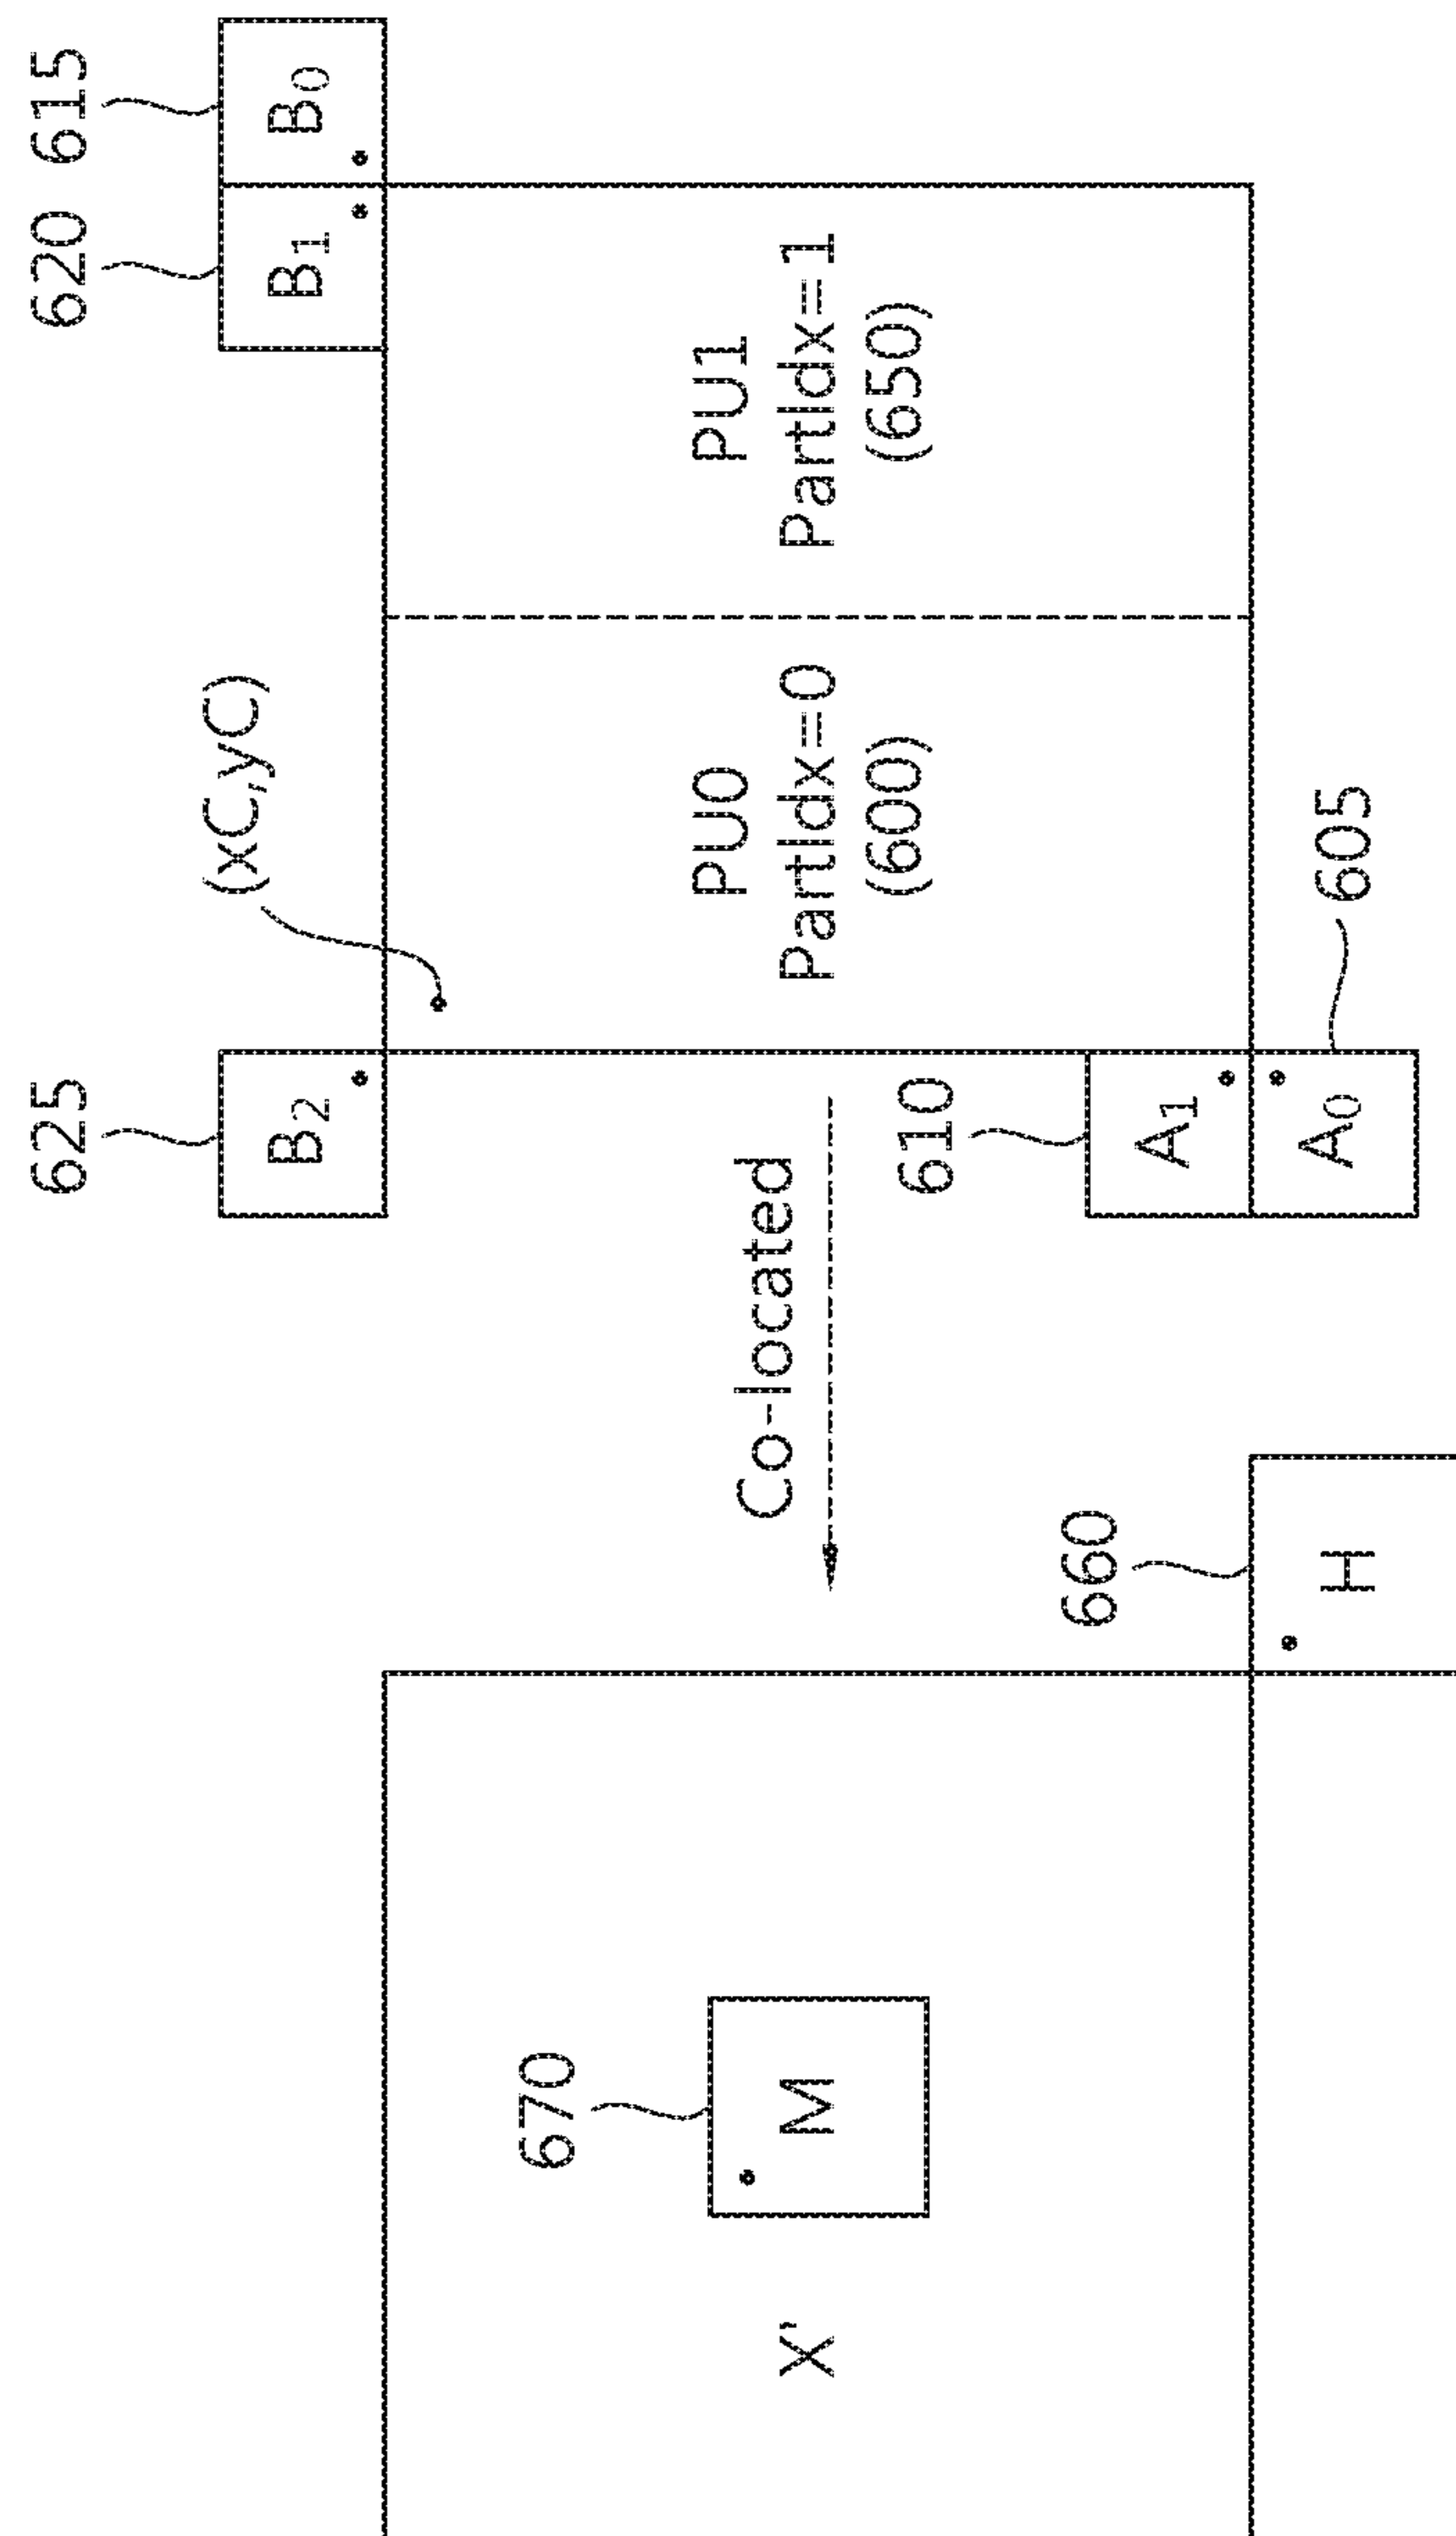 625
620
615
(xC,yC)
B₂
B₁
B₀
670
X'
M
Co-located
PU0
PartIdx=0
(600)
PU1
PartIdx=1
(650)
610
660
A₁
H
A₀
605